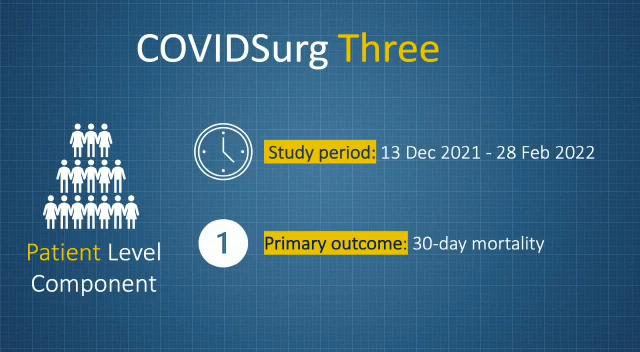 COVIDSurg Three
Study period: 13 Dec 2021 - 28 Feb 2022
1
Primary outcome: 30-day mortality
Patient Level
Component